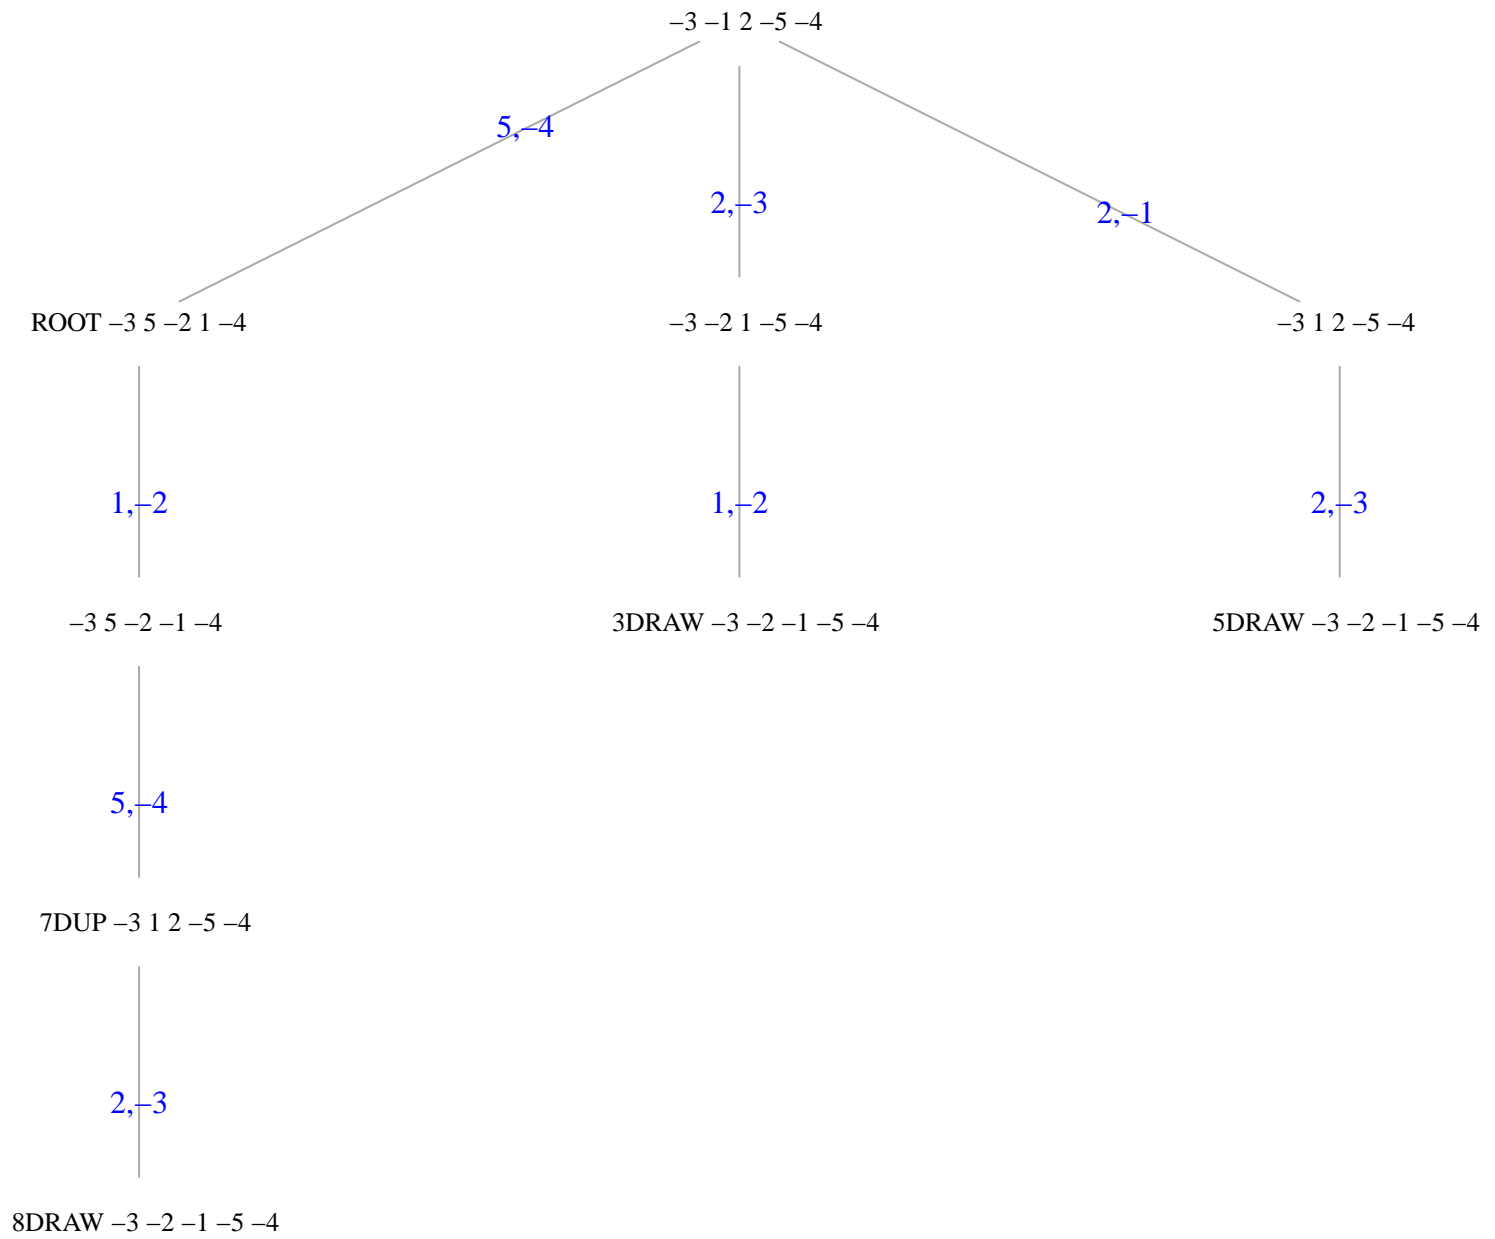 –3 –1 2 –5 –4
5,–4
2,–3
2,–1
ROOT –3 5 –2 1 –4
–3 –2 1 –5 –4
–3 1 2 –5 –4
1,–2
1,–2
2,–3
–3 5 –2 –1 –4
3DRAW –3 –2 –1 –5 –4
5DRAW –3 –2 –1 –5 –4
5,–4
7DUP –3 1 2 –5 –4
2,–3
8DRAW –3 –2 –1 –5 –4